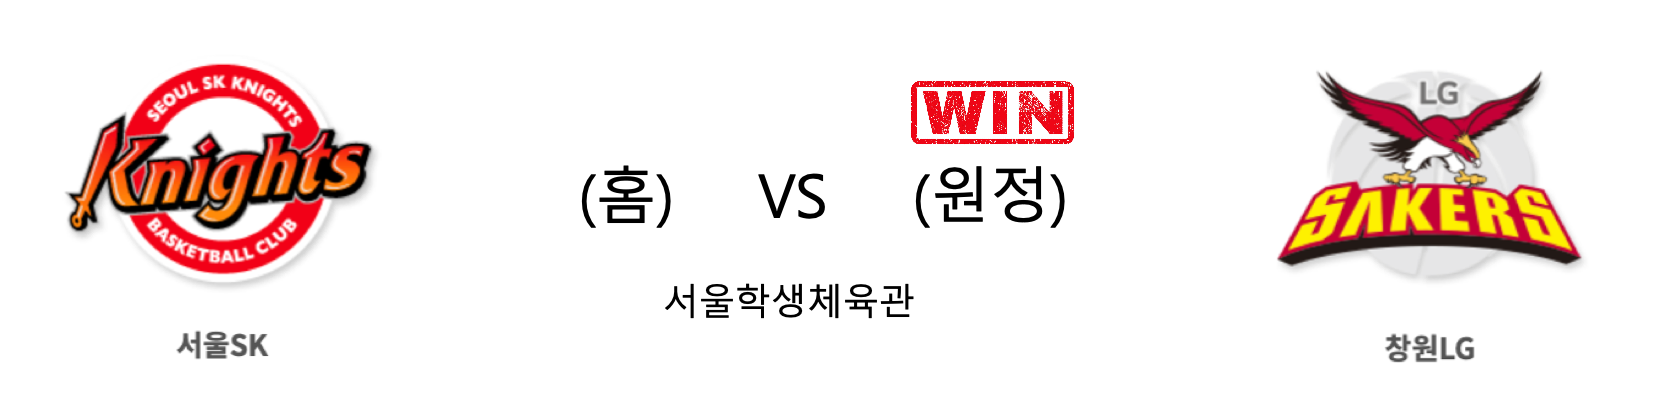 SEOUL SK KNIGHTS
Knights
BASKETBALL CLUB
서울SK
(홈) VS (원정)
WIN
서울학생체육관
LG
SAKERS
창원LG